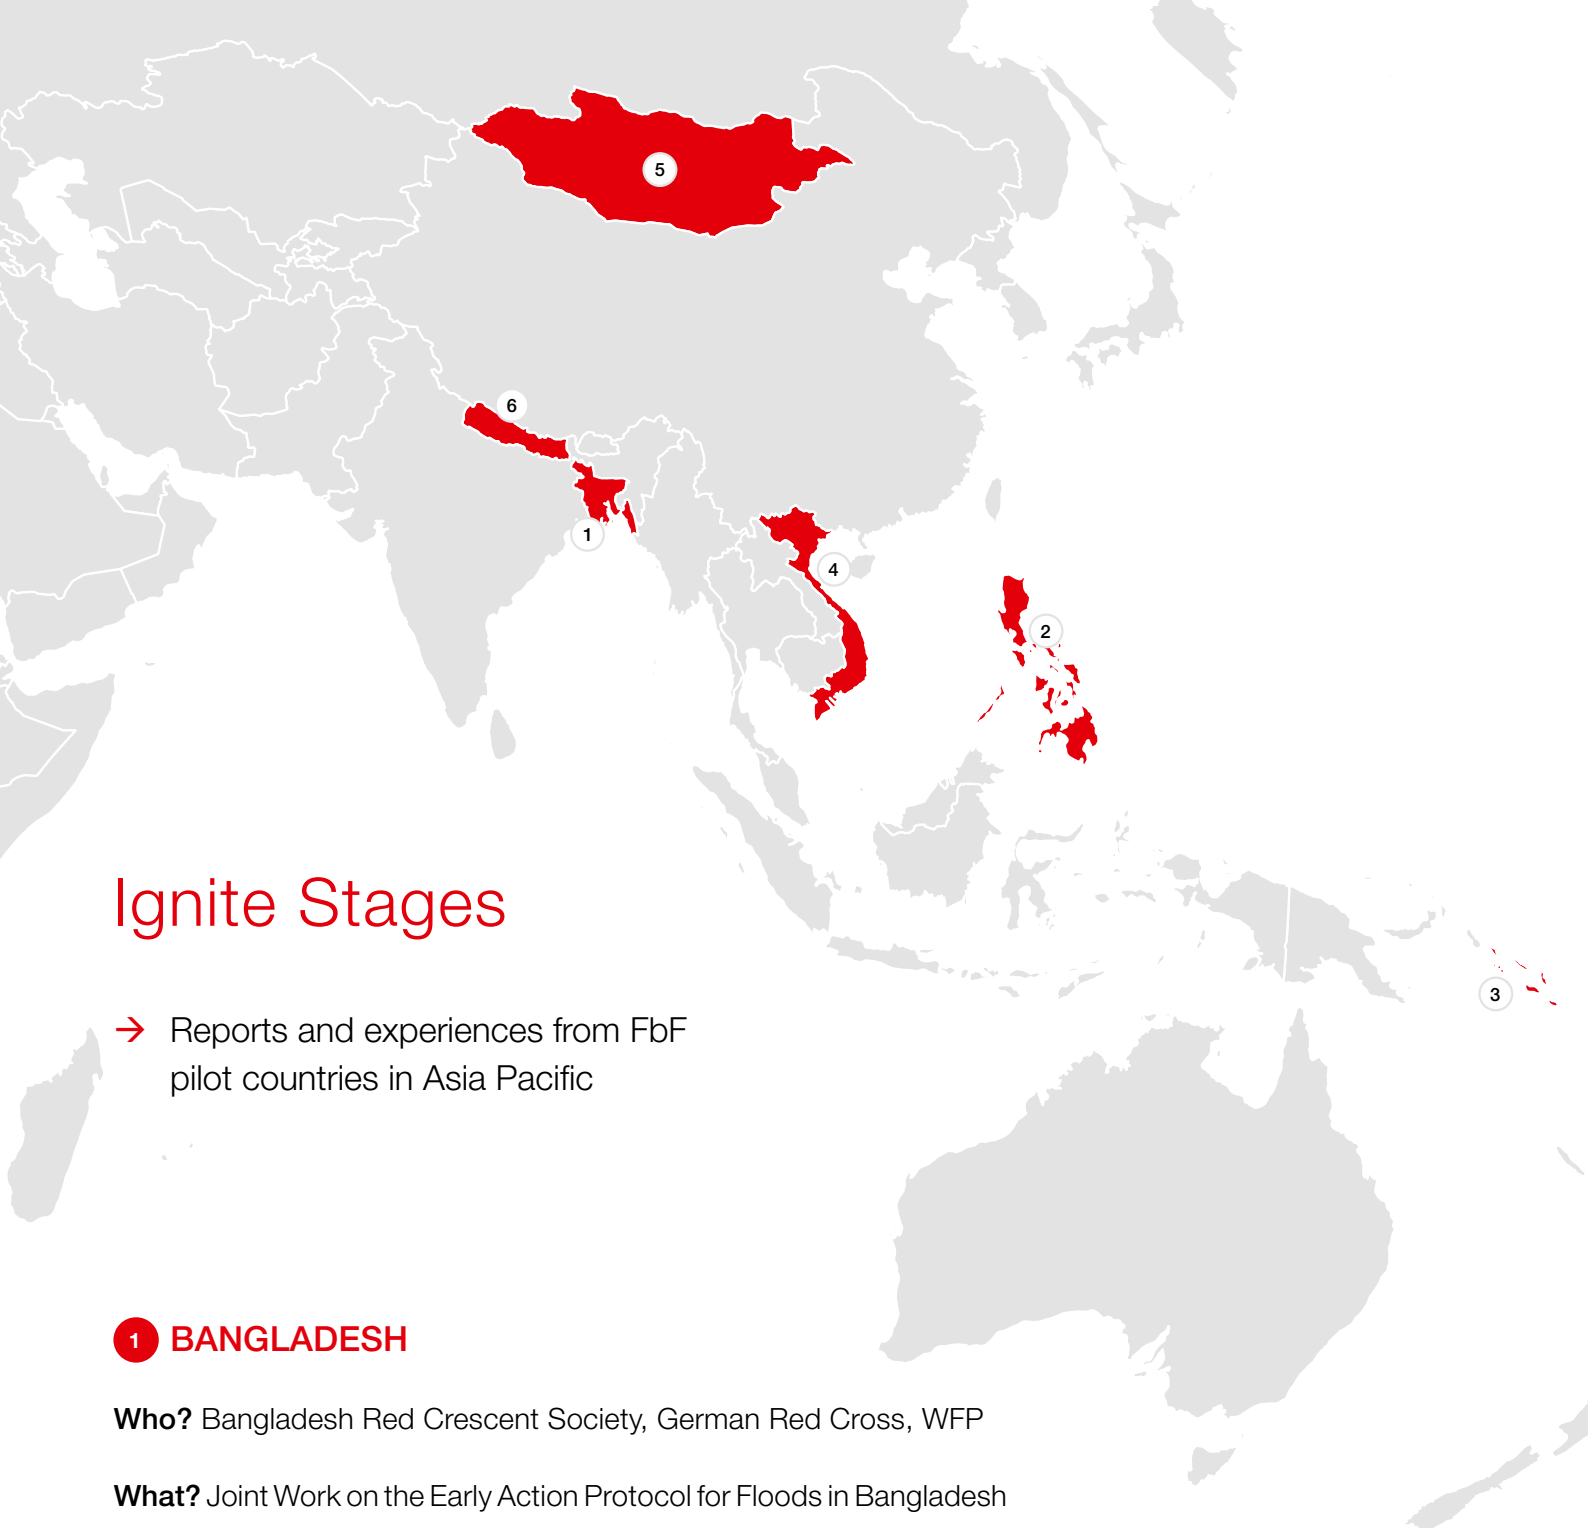 5
6
1
4
2
3
Ignite Stages
→ Reports and experiences from FbF
pilot countries in Asia Pacific
1 BANGLADESH
Who? Bangladesh Red Crescent Society, German Red Cross, WFP
What? Joint Work on the Early Action Protocol for Floods in Bangladesh